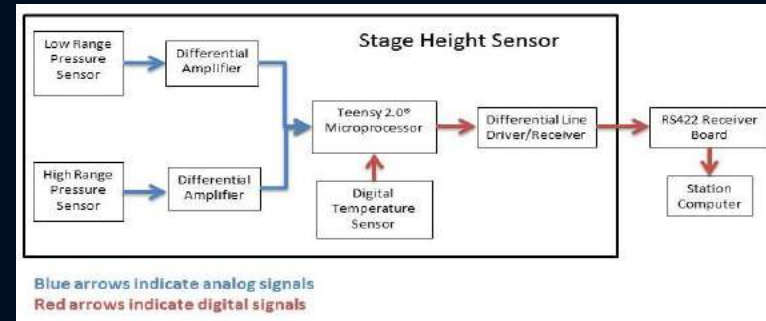 Stage Height Sensor
Low Range
Pressure
Sensor
Differential
Amplifier
Teensy 2.0®
Microprocessor
Differential Line
Driver/Receiver
RS422 Receiver
Board
High Range
Pressure
Sensor
Differential
Amplifier
Digital
Temperature
Sensor
Station
Computer
Blue arrows indicate analog signals
Red arrows indicate digital signals